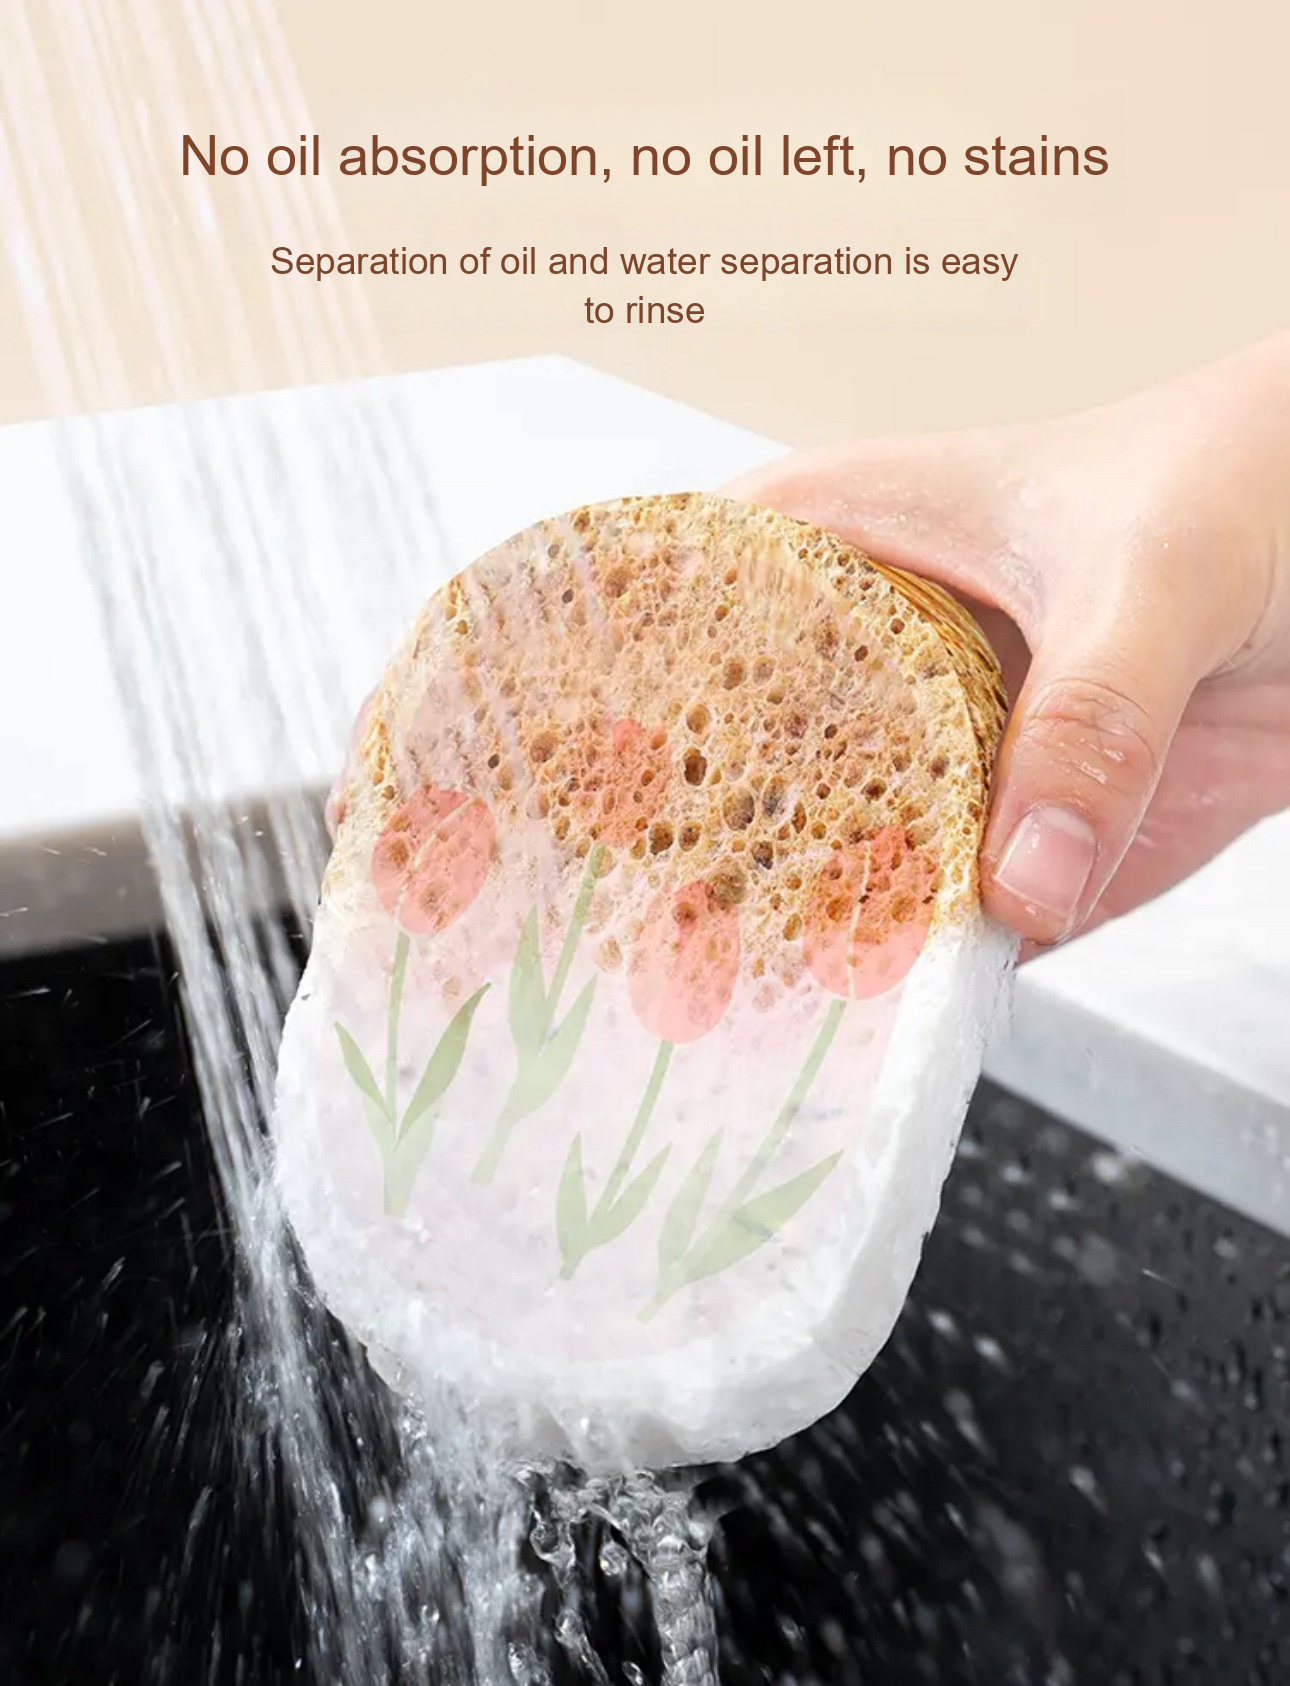 No oil absorption, no oil left, no stains
Separation of oil and water separation is easy
to rinse